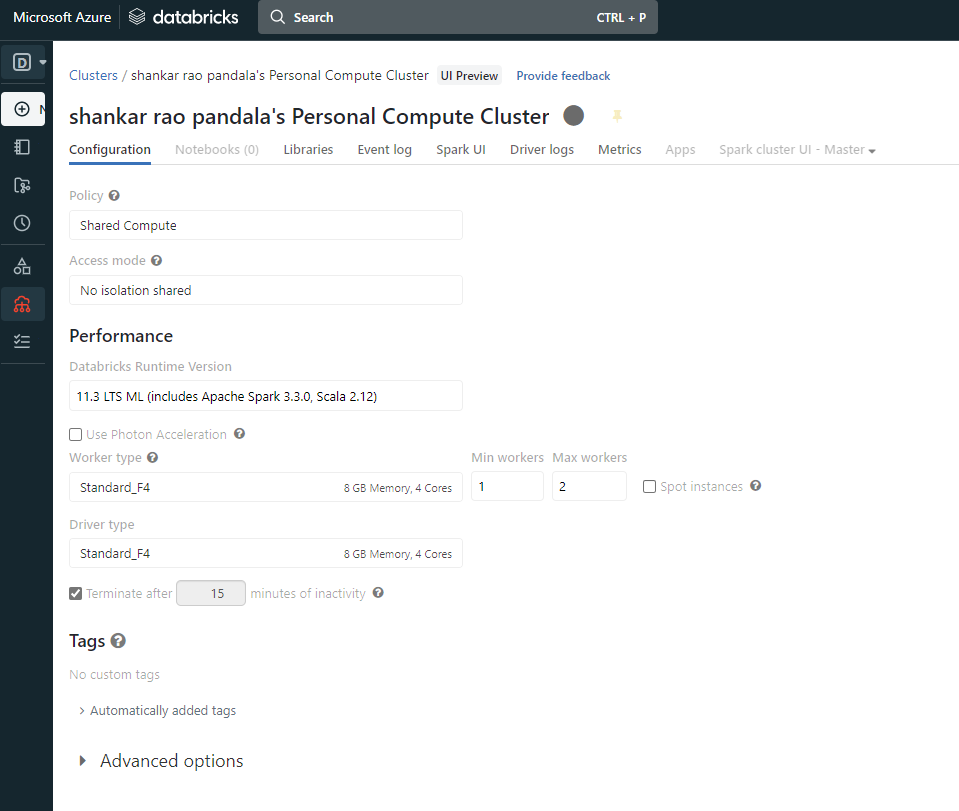 Microsoft Azure databricks Search CTRL + P
D
N
Clusters / shankar rao pandala's Personal Compute Cluster UI Preview Provide feedback
shankar rao pandala's Personal Compute Cluster
Configuration Notebooks (0) Libraries Event log Spark UI Driver logs Metrics Apps Spark cluster UI - Master
Policy ?
Shared Compute
Access mode ?
No isolation shared
Performance
Databricks Runtime Version
11.3 LTS ML (includes Apache Spark 3.3.0, Scala 2.12)
Use Photon Acceleration ?
Worker type ? Min workers Max workers
Standard_F4 8 GB Memory, 4 Cores 1 2 Spot instances ?
Driver type
Standard_F4 8 GB Memory, 4 Cores
Terminate after 15 minutes of inactivity ?
Tags ?
No custom tags
Automatically added tags
Advanced options